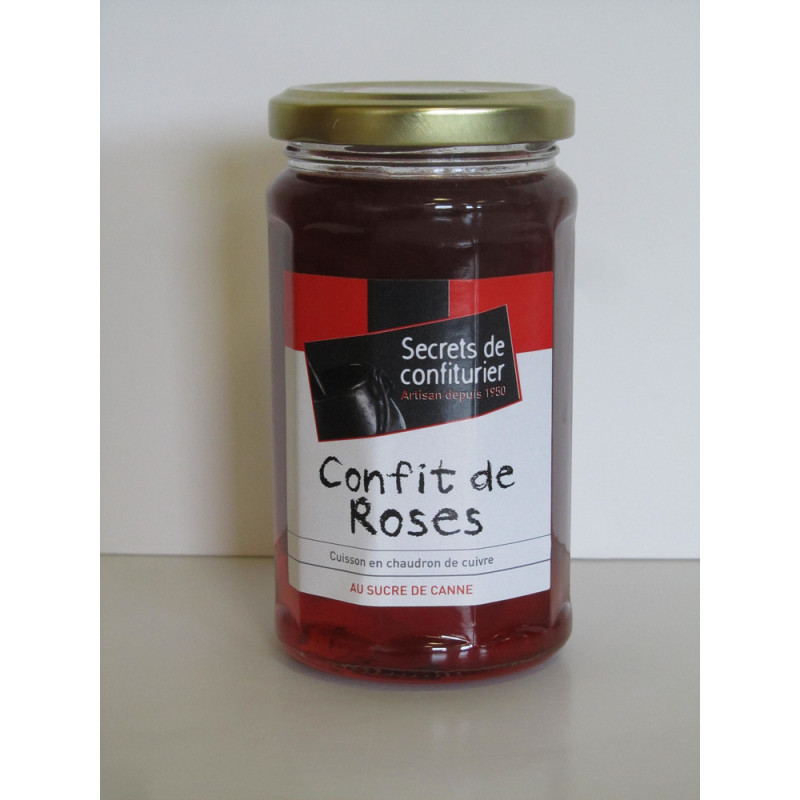 Secrets de
confiturier
Artisan depuis 1950
Confit de
Roses
Cuisson en chaudron de cuivre
AU SUCRE DE CANNE